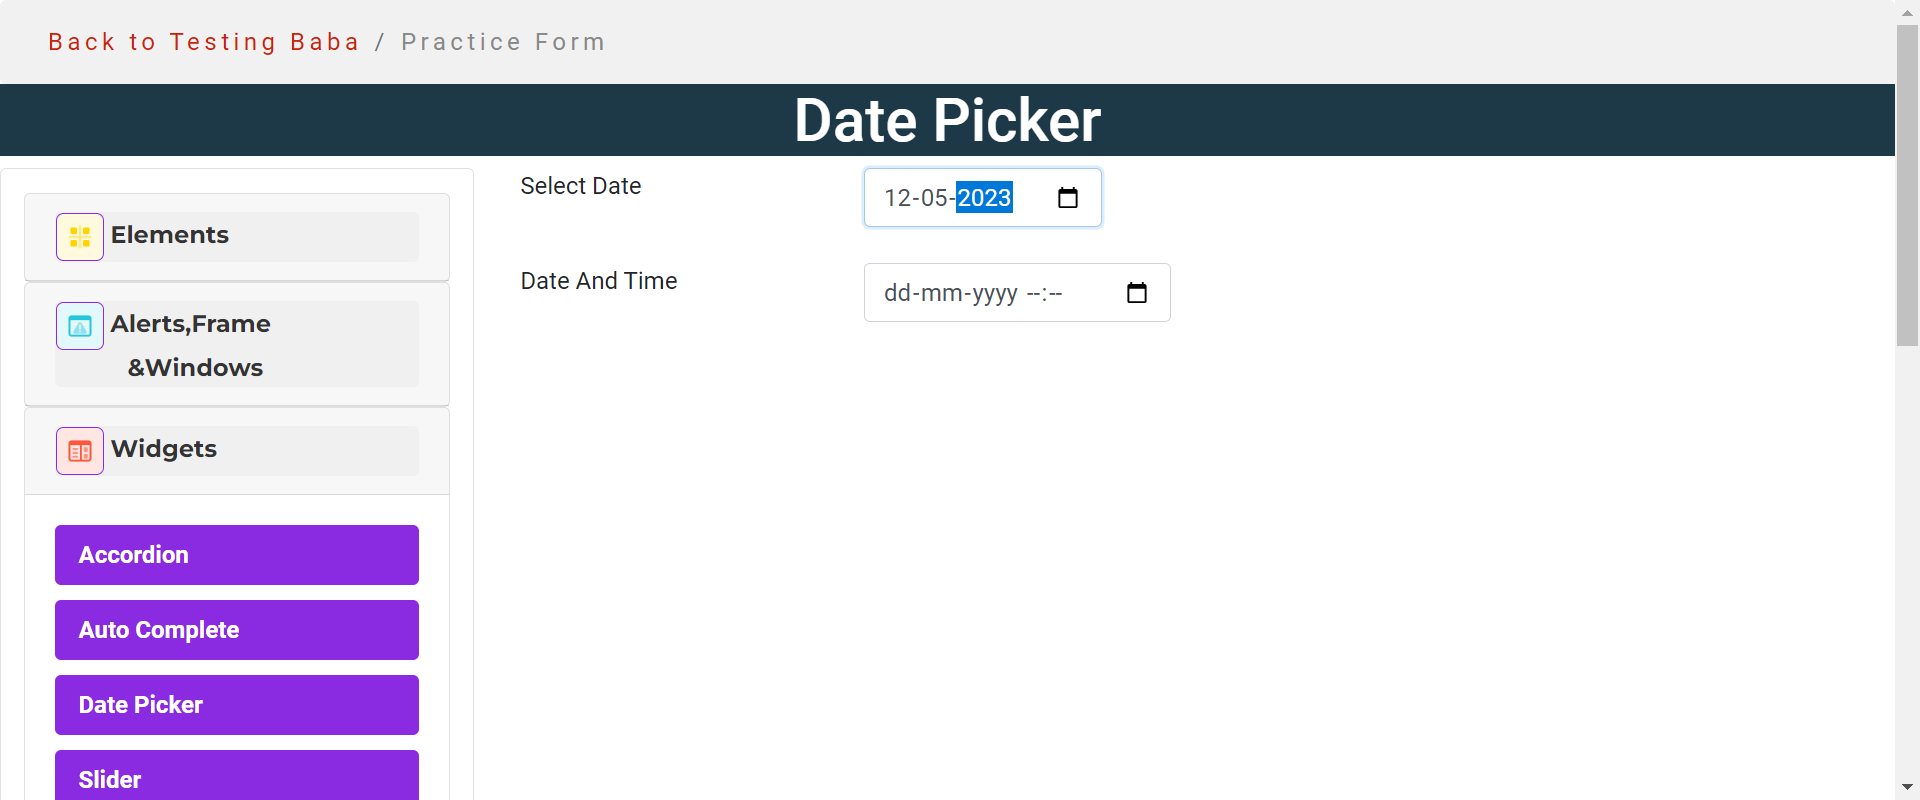 Back to Testing Baba / Practice Form
Date Picker
Elements
Alerts,Frame
&Windows
Widgets
Accordion
Auto Complete
Date Picker
Slider
Select Date
12-05-2023
Date And Time
dd-mm-yyyy --:--